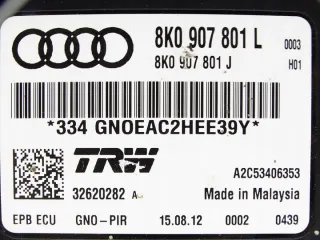 8K0 907 801 L 0003
8K0 907 801 J H01
*334 GNOEAC2HEE39Y*
TRW A2C53406353
32620282 A Made in Malaysia
EPB ECU GNO-PIR 15.08.12 0002 0439